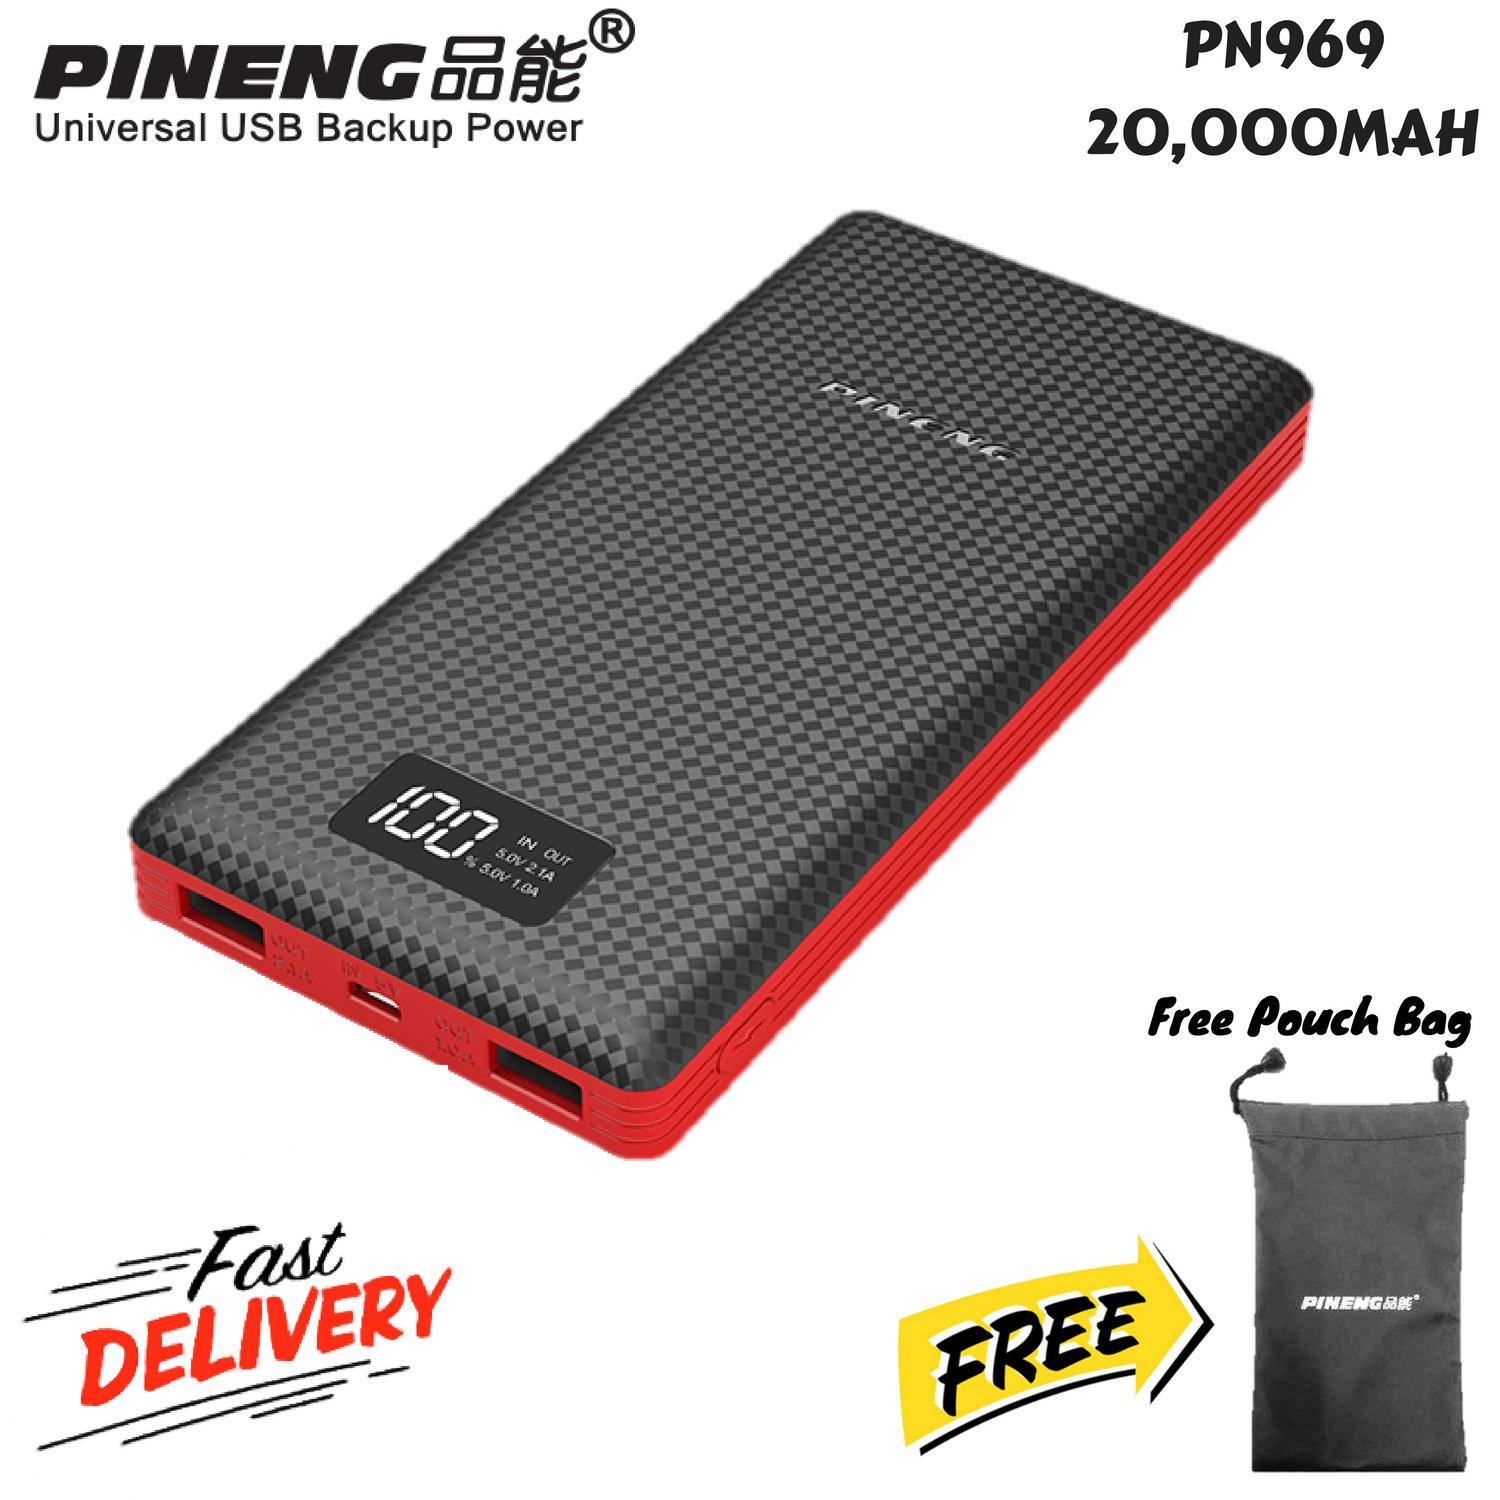 PINENG品能®
Universal USB Backup Power
PN969
20,000MAH
PINENG
100
%
IN OUT
5.0V 2.1A
5.0V 1.0A
OUT
2.1A
IN 5V
OUT
1.0A
Free Pouch Bag
Fast
DELIVERY
FREE
PINENG品能®